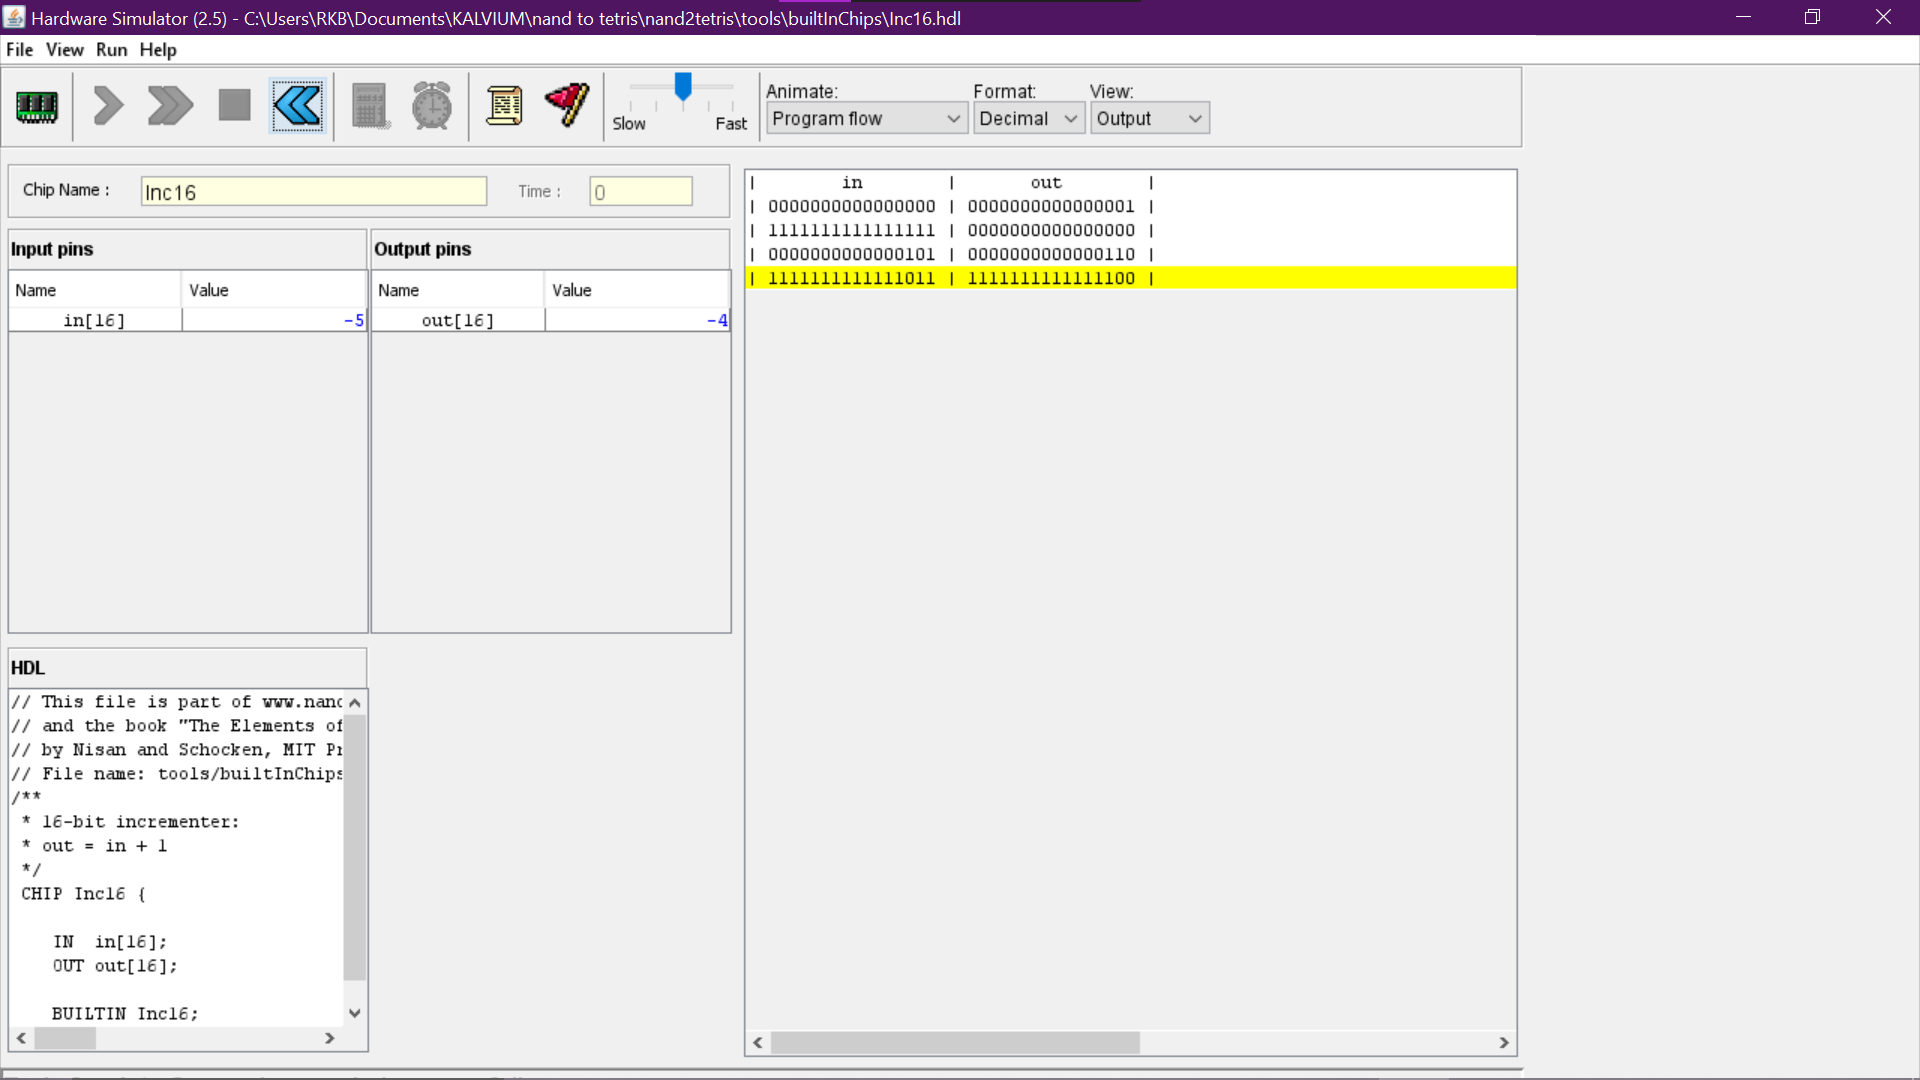 Hardware Simulator (2.5) - C:\Users\RKB\Documents\KALVIUM\nand to tetris\nand2tetris\tools\builtInChips\Inc16.hdl
File View Run Help
Slow Fast
Animate: Format: View:
Program flow Decimal Output
Chip Name : Inc16 Time : 0
Input pins
Name Value
in[16] -5
Output pins
Name Value
out[16] -4
HDL
// This file is part of www.nand
// and the book "The Elements of
// by Nisan and Schocken, MIT Pr
// File name: tools/builtInChips
/**
* 16-bit incrementer:
* out = in + 1
*/
CHIP Inc16 {
IN in[16];
OUT out[16];
BUILTIN Inc16;
| in | out |
| 0000000000000000 | 0000000000000001 |
| 1111111111111111 | 0000000000000000 |
| 0000000000000101 | 0000000000000110 |
| 1111111111111011 | 1111111111111100 |